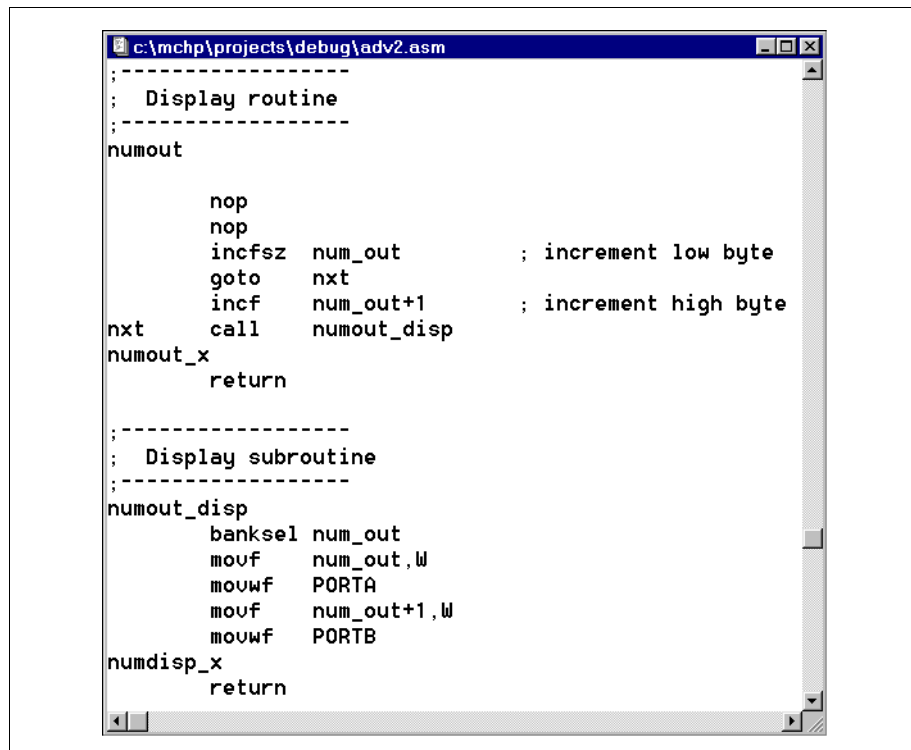 c:\mchp\projects\debug\adv2.asm
;------------------
;  Display routine
;------------------
numout
        nop
        nop
        incfsz  num_out         ; increment low byte
        goto    nxt
        incf    num_out+1       ; increment high byte
nxt     call    numout_disp
numout_x
        return
;------------------
;  Display subroutine
;------------------
numout_disp
        banksel num_out
        movf    num_out,W
        movwf   PORTA
        movf    num_out+1,W
        movwf   PORTB
numdisp_x
        return